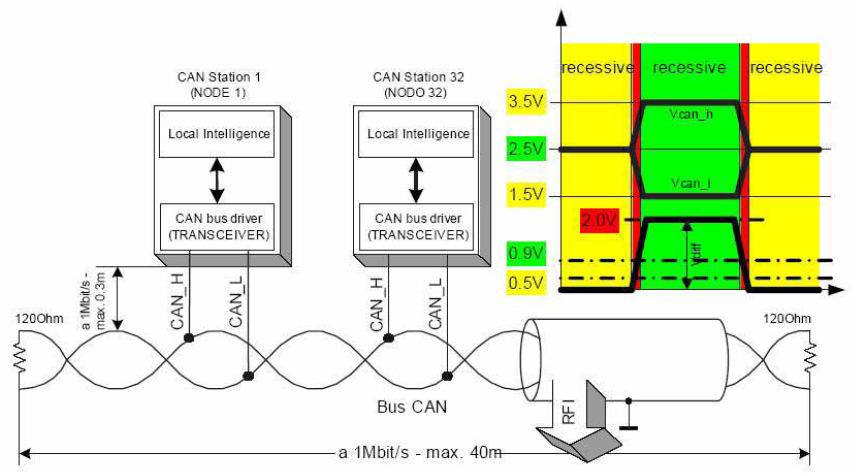 CAN Station 1
(NODE 1)
Local Intelligence
CAN bus driver
(TRANSCEIVER)
CAN Station 32
(NODO 32)
Local Intelligence
CAN bus driver
(TRANSCEIVER)
recessive
recessive
recessive
3.5V
Vcan_h
2.5V
1.5V
Vcan_l
2.0V
Vdiff
0.9V
0.5V
a 1Mbit/s -
max. 0.3m
CAN_H
CAN_L
CAN_H
CAN_L
120Ohm
120Ohm
Bus CAN
RFI
a 1Mbit/s - max. 40m